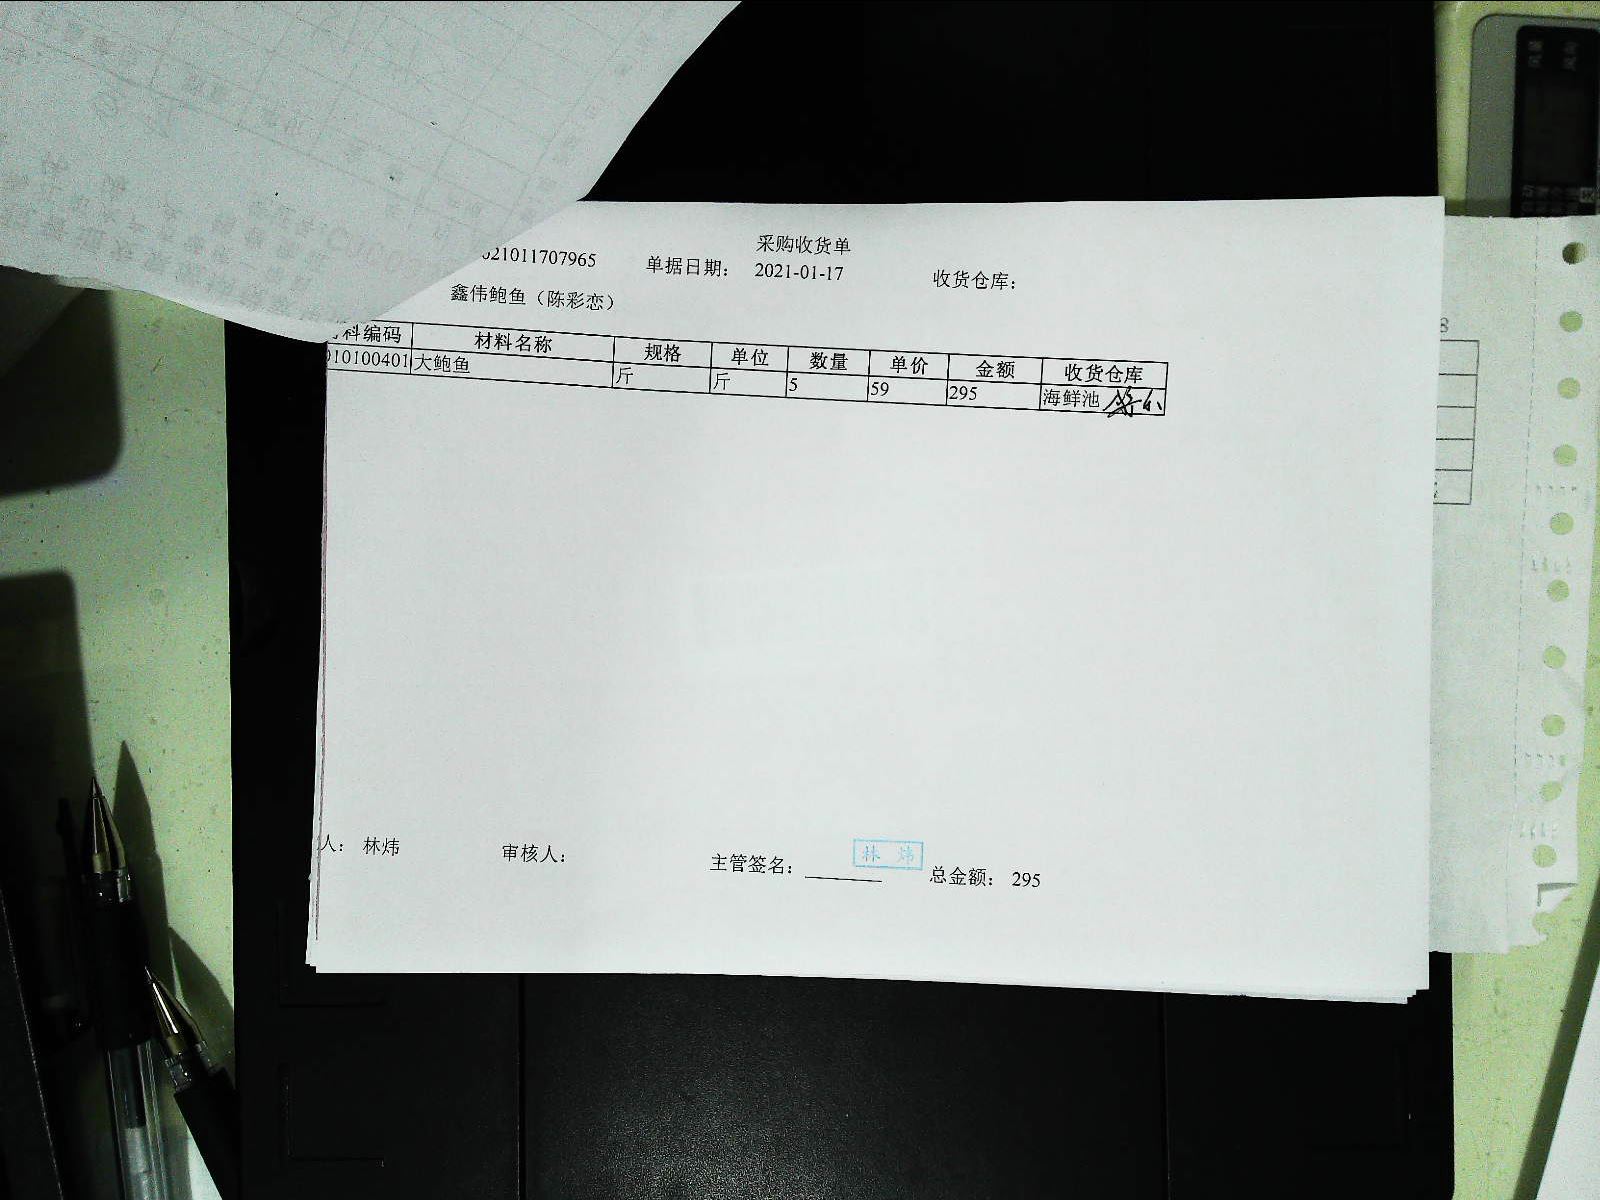 采购收货单
021011707965 单据日期： 2021-01-17 收货仓库：
鑫伟鲍鱼（陈彩恋）
料编码 材料名称 规格 单位 数量 单价 金额 收货仓库
010100401 大鲍鱼 斤 斤 5 59 295 海鲜池
人： 林炜 审核人： 主管签名： 林 炜 总金额： 295